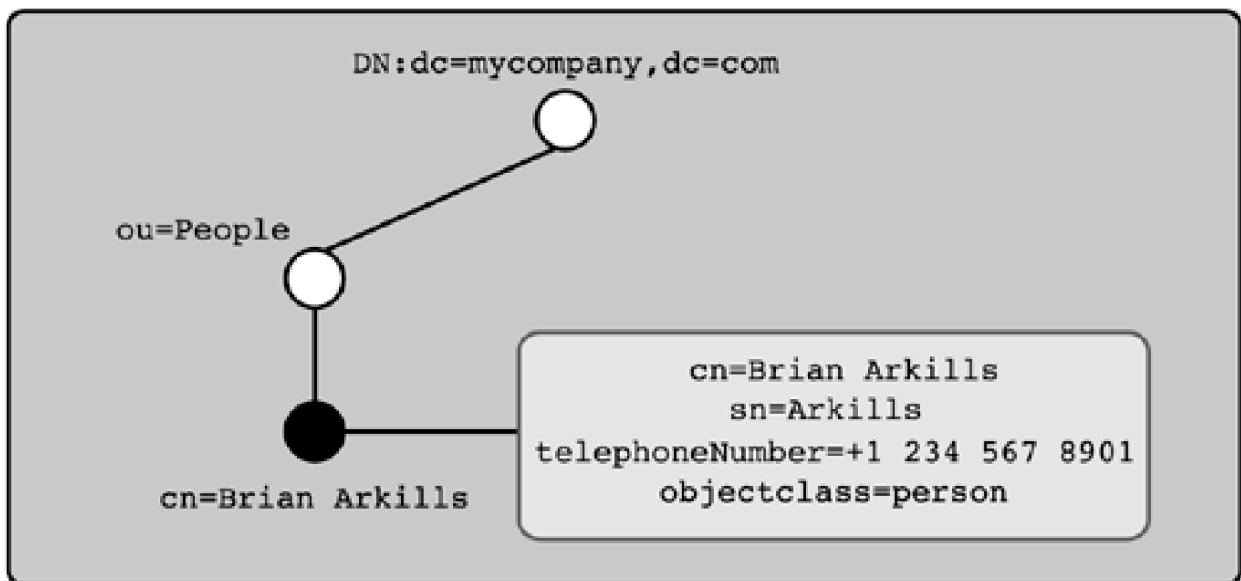 DN:dc=mycompany,dc=com
ou=People
cn=Brian Arkills
sn=Arkills
telephoneNumber=+1 234 567 8901
objectclass=person
cn=Brian Arkills